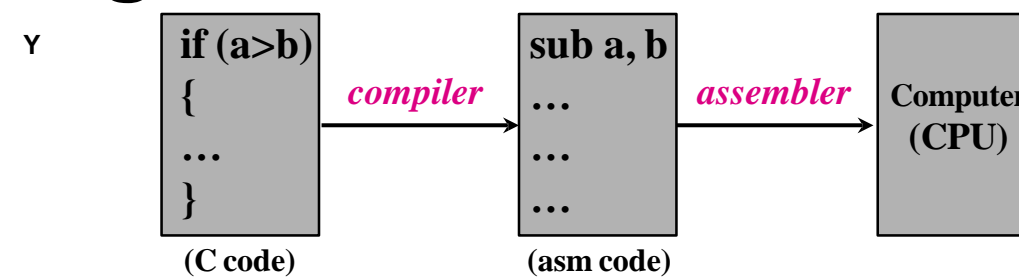 Y
if (a>b)
{
…
}
(C code)
compiler
sub a, b
…
…
…
(asm code)
assembler
Computer
(CPU)